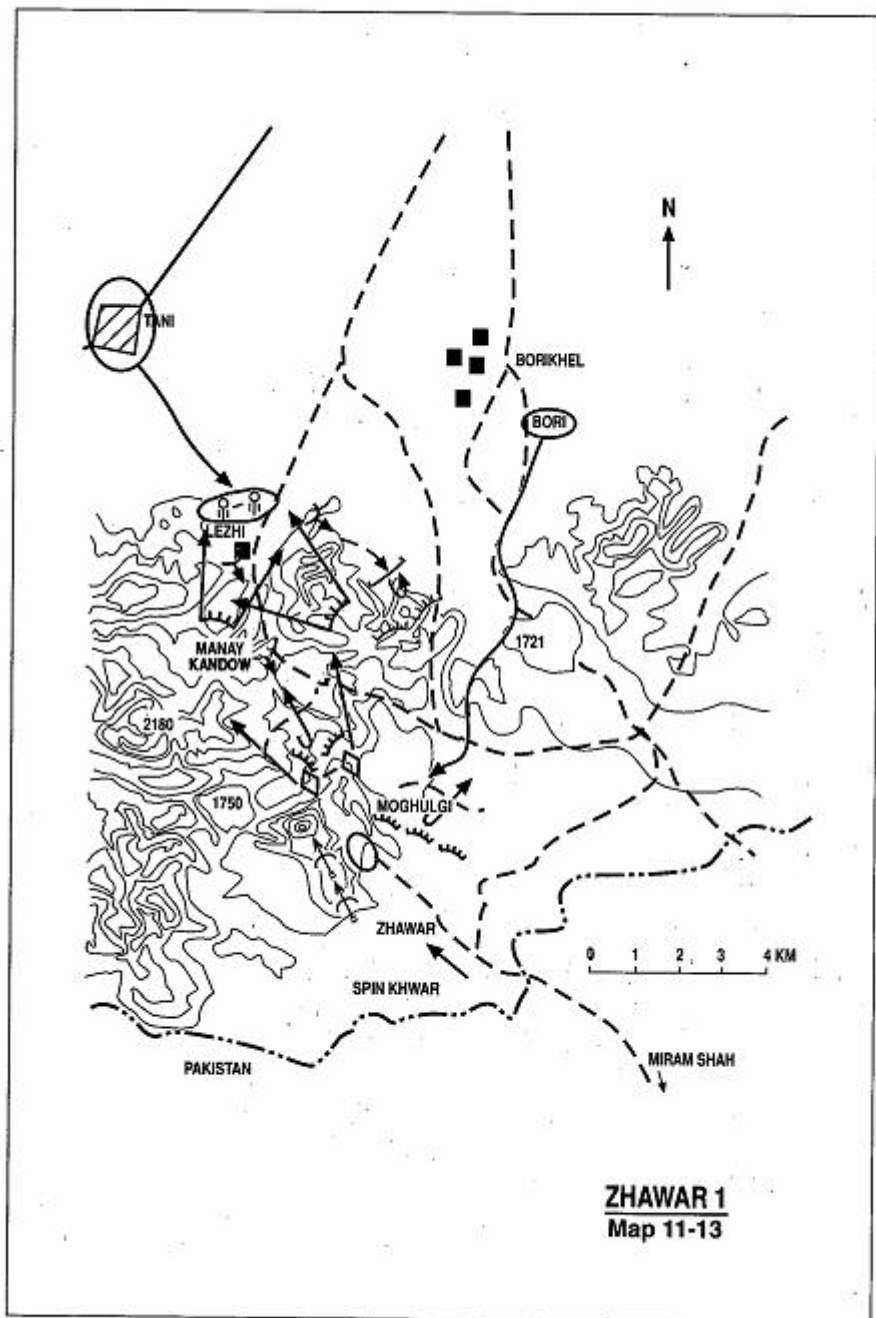 N
TANI
BORIKHEL
BORI
LEZHI
1721
MANAY
KANDOW
2180
1750
MOGHULGI
ZHAWAR
0 1 2 3 4 KM
SPIN KHWAR
PAKISTAN
MIRAM SHAH
ZHAWAR 1
Map 11-13